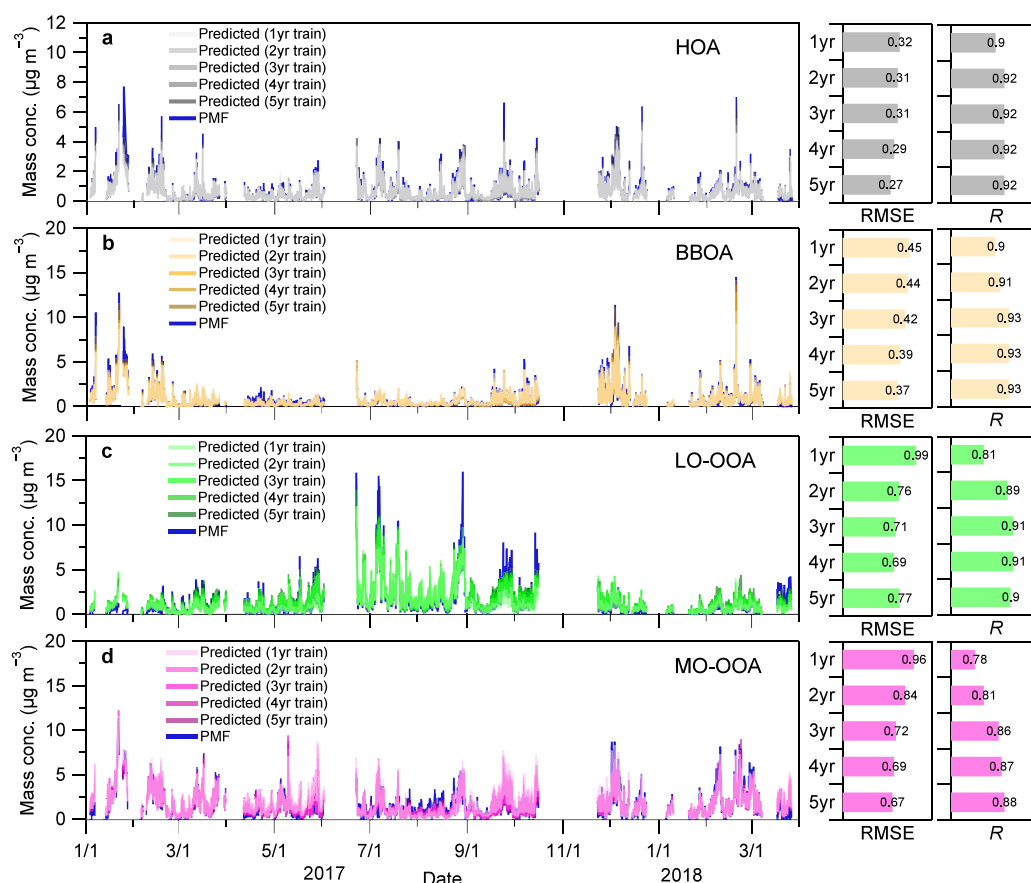 a
HOA
Mass conc. (µg m⁻³)
12
10
8
6
4
2
0
Predicted (1yr train)
Predicted (2yr train)
Predicted (3yr train)
Predicted (4yr train)
Predicted (5yr train)
PMF
1yr 0.32 0.9
2yr 0.31 0.92
3yr 0.31 0.92
4yr 0.29 0.92
5yr 0.27 0.92
RMSE R
b
BBOA
Mass conc. (µg m⁻³)
20
15
10
5
0
Predicted (1yr train)
Predicted (2yr train)
Predicted (3yr train)
Predicted (4yr train)
Predicted (5yr train)
PMF
1yr 0.45 0.9
2yr 0.44 0.91
3yr 0.42 0.93
4yr 0.39 0.93
5yr 0.37 0.93
RMSE R
c
LO-OOA
Mass conc. (µg m⁻³)
20
15
10
5
0
Predicted (1yr train)
Predicted (2yr train)
Predicted (3yr train)
Predicted (4yr train)
Predicted (5yr train)
PMF
1yr 0.99 0.81
2yr 0.76 0.89
3yr 0.71 0.91
4yr 0.69 0.91
5yr 0.77 0.9
RMSE R
d
MO-OOA
Mass conc. (µg m⁻³)
20
15
10
5
0
Predicted (1yr train)
Predicted (2yr train)
Predicted (3yr train)
Predicted (4yr train)
Predicted (5yr train)
PMF
1yr 0.96 0.78
2yr 0.84 0.81
3yr 0.72 0.86
4yr 0.69 0.87
5yr 0.67 0.88
RMSE R
1/1 3/1 5/1 7/1 9/1 11/1 1/1 3/1
2017 2018
Date